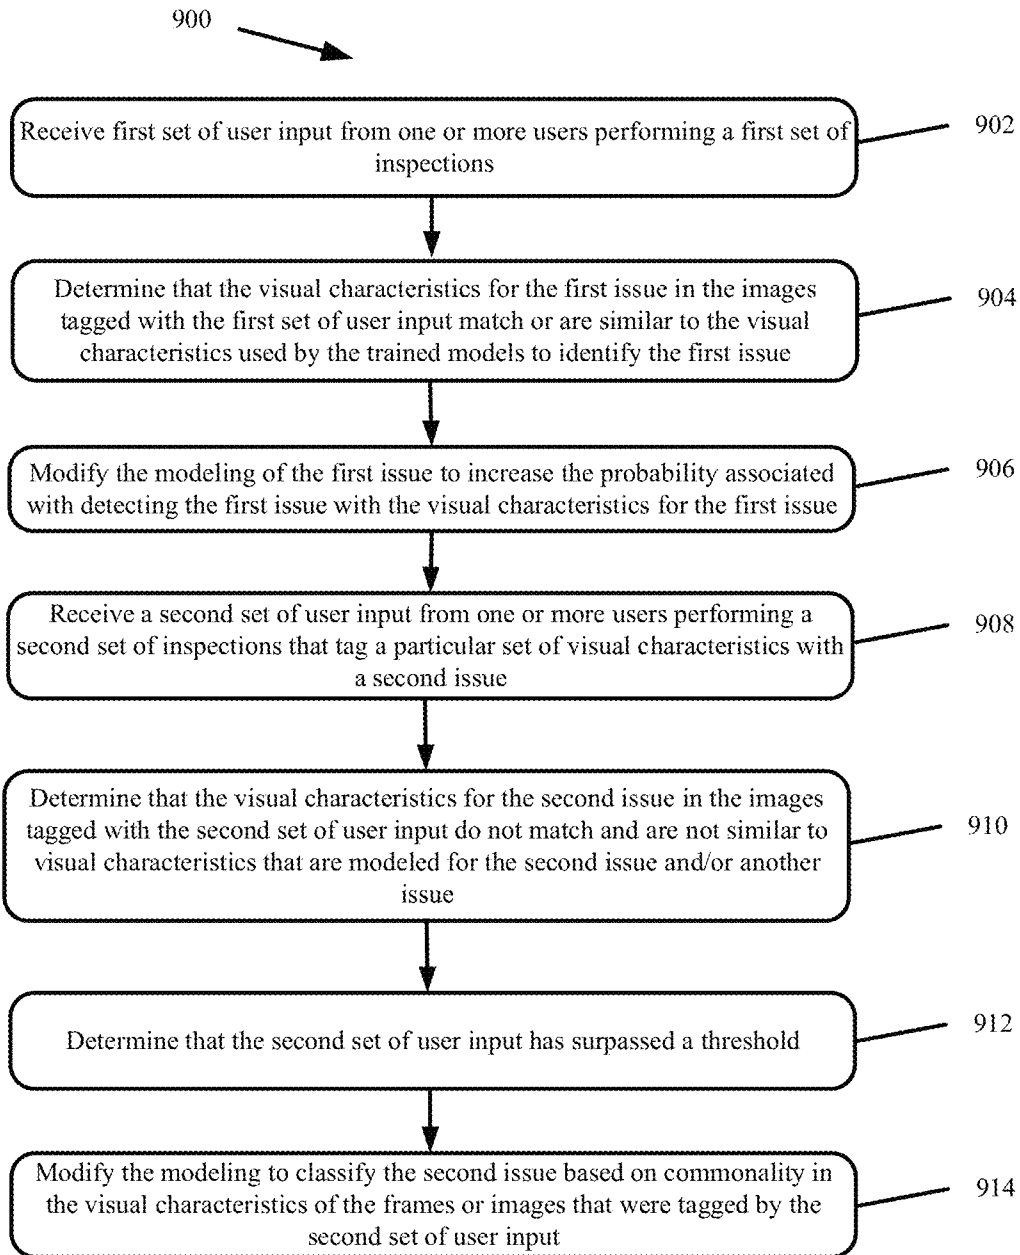 900
Receive first set of user input from one or more users performing a first set of
inspections
902
Determine that the visual characteristics for the first issue in the images
tagged with the first set of user input match or are similar to the visual
characteristics used by the trained models to identify the first issue
904
Modify the modeling of the first issue to increase the probability associated
with detecting the first issue with the visual characteristics for the first issue
906
Receive a second set of user input from one or more users performing a
second set of inspections that tag a particular set of visual characteristics with
a second issue
908
Determine that the visual characteristics for the second issue in the images
tagged with the second set of user input do not match and are not similar to
visual characteristics that are modeled for the second issue and/or another
issue
910
Determine that the second set of user input has surpassed a threshold
912
Modify the modeling to classify the second issue based on commonality in
the visual characteristics of the frames or images that were tagged by the
second set of user input
914